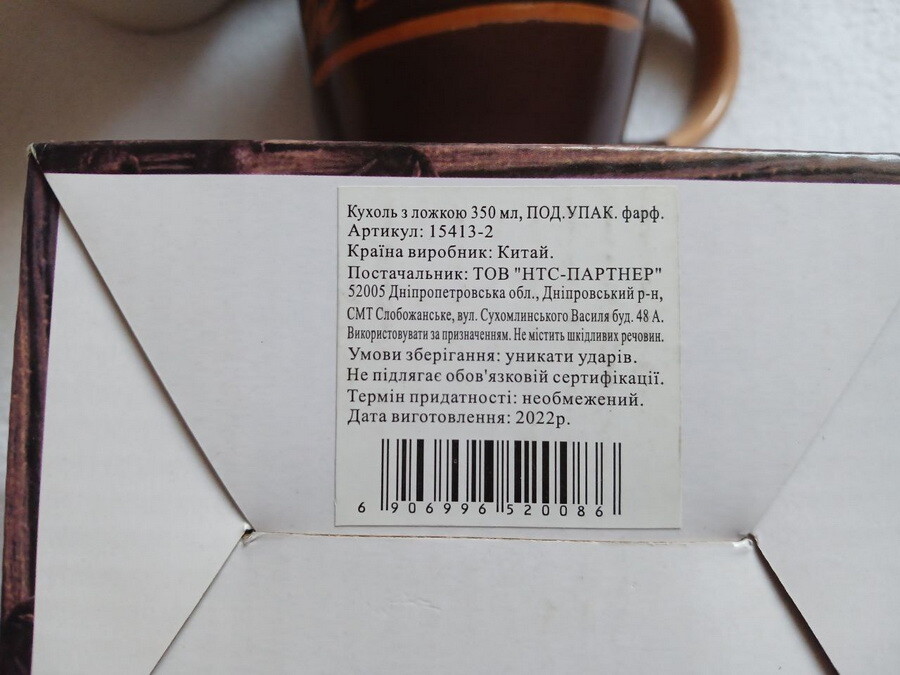 Кухоль з ложкою 350 мл, ПОД.УПАК. фарф.
Артикул: 15413-2
Країна виробник: Китай.
Постачальник: ТОВ "НТС-ПАРТНЕР"
52005 Дніпропетровська обл., Дніпровський р-н,
СМТ Слобожанське, вул. Сухомлинського Василя буд. 48 А.
Використовувати за призначенням. Не містить шкідливих речовин.
Умови зберігання: уникати ударів.
Не підлягає обов'язковій сертифікації.
Термін придатності: необмежений.
Дата виготовлення: 2022р.
6 906996 520086